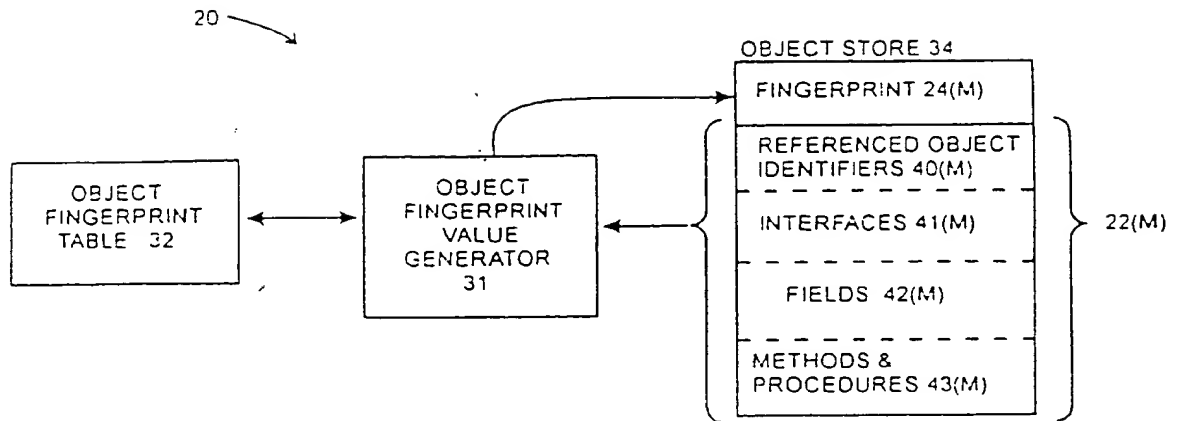 20
OBJECT STORE 34
FINGERPRINT 24(M)
REFERENCED OBJECT
IDENTIFIERS 40(M)
INTERFACES 41(M)
FIELDS 42(M)
METHODS &
PROCEDURES 43(M)
22(M)
OBJECT
FINGERPRINT
VALUE
GENERATOR
31
OBJECT
FINGERPRINT
TABLE 32